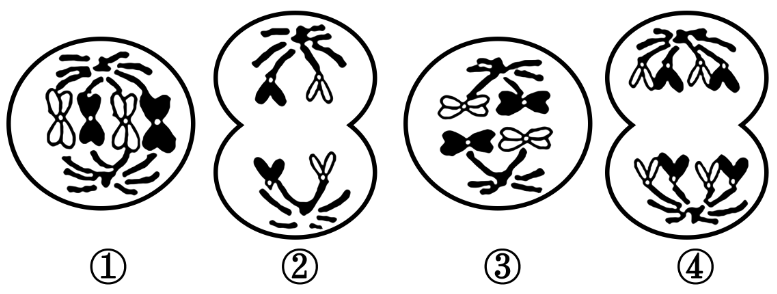 ① ② ③ ④